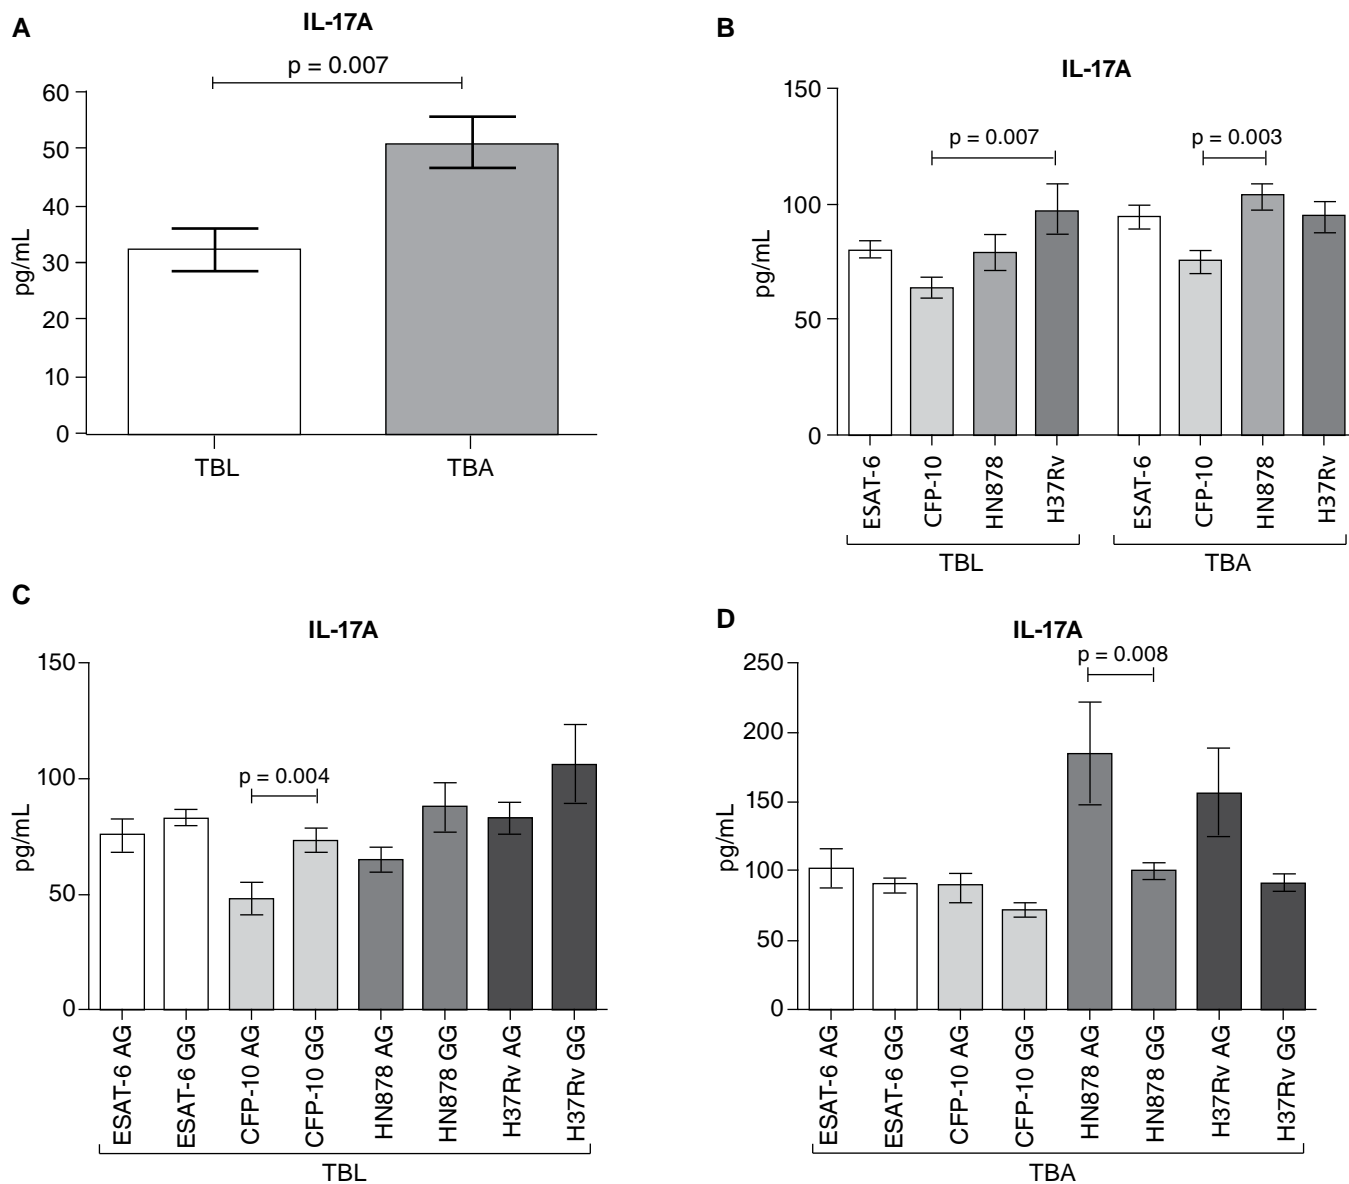 A
IL-17A
p = 0.007
60
50
40
30
20
10
0
pg/mL
TBL
TBA
B
IL-17A
150
100
50
0
pg/mL
p = 0.007
p = 0.003
ESAT-6
CFP-10
HN878
H37Rv
ESAT-6
CFP-10
HN878
H37Rv
TBL
TBA
C
IL-17A
150
100
50
0
pg/mL
p = 0.004
ESAT-6 AG
ESAT-6 GG
CFP-10 AG
CFP-10 GG
HN878 AG
HN878 GG
H37Rv AG
H37Rv GG
TBL
D
IL-17A
p = 0.008
250
200
150
100
50
0
pg/mL
ESAT-6 AG
ESAT-6 GG
CFP-10 AG
CFP-10 GG
HN878 AG
HN878 GG
H37Rv AG
H37Rv GG
TBA